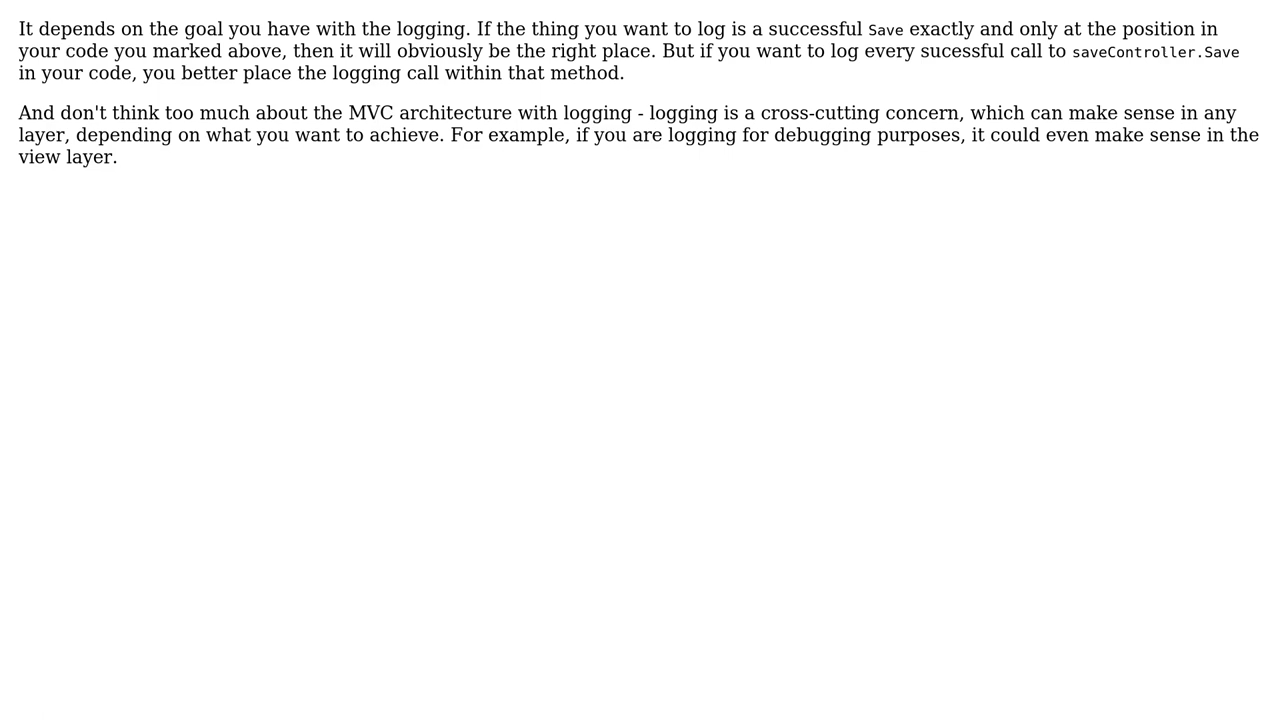 It depends on the goal you have with the logging. If the thing you want to log is a successful Save exactly and only at the position in
your code you marked above, then it will obviously be the right place. But if you want to log every sucessful call to saveController.Save
in your code, you better place the logging call within that method.
And don't think too much about the MVC architecture with logging - logging is a cross-cutting concern, which can make sense in any
layer, depending on what you want to achieve. For example, if you are logging for debugging purposes, it could even make sense in the
view layer.